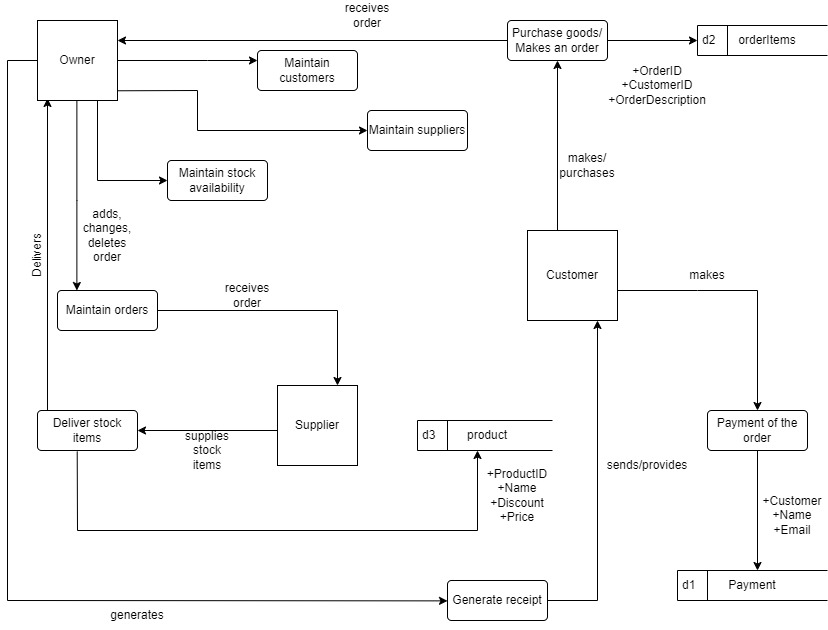 receives
order
Owner
Purchase goods/
Makes an order
d2
orderItems
Maintain
customers
+OrderID
+CustomerID
+OrderDescription
Maintain suppliers
makes/
purchases
Maintain stock
availability
adds,
changes,
deletes
order
Delivers
Customer
makes
receives
order
Maintain orders
Deliver stock
items
supplies
stock
items
Supplier
d3
product
Payment of the
order
sends/provides
+ProductID
+Name
+Discount
+Price
+Customer
+Name
+Email
d1
Payment
generates
Generate receipt